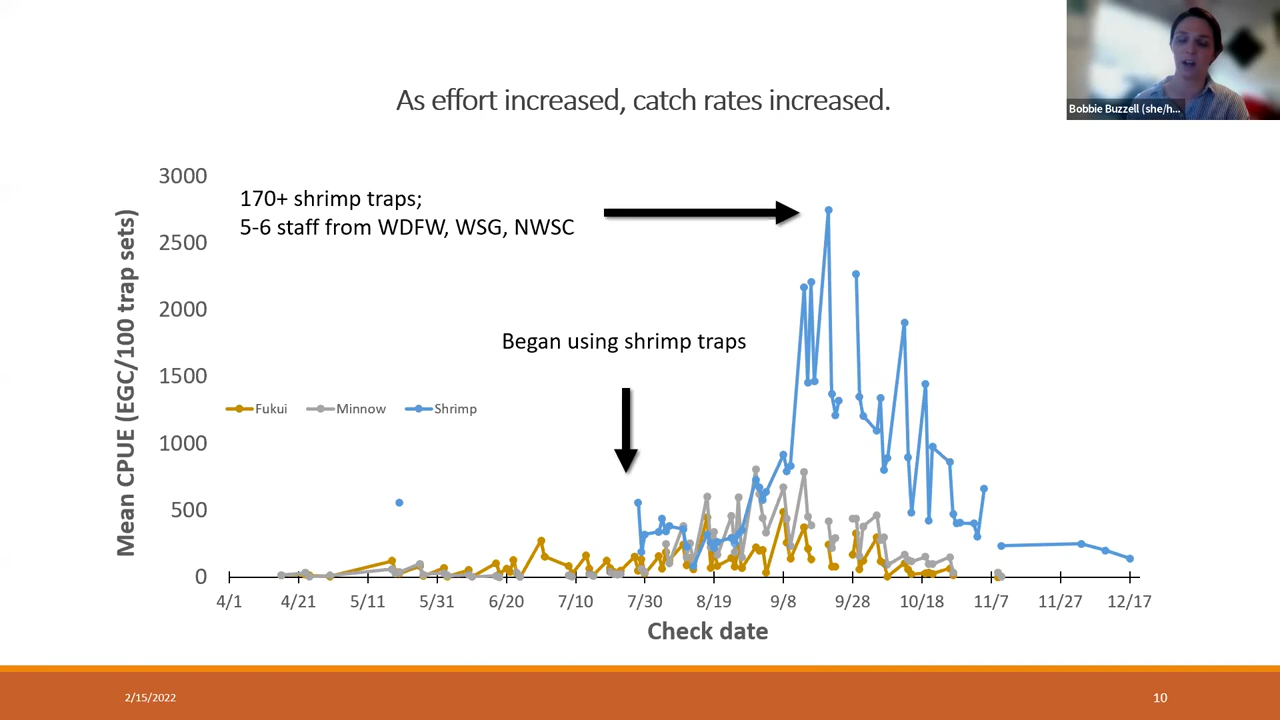 Bobbie Buzzell (she/h...
As effort increased, catch rates increased.
170+ shrimp traps;
5-6 staff from WDFW, WSG, NWSC
Began using shrimp traps
Mean CPUE (EGC/100 trap sets)
3000
2500
2000
1500
1000
500
0
Fukui Minnow Shrimp
4/1 4/21 5/11 5/31 6/20 7/10 7/30 8/19 9/8 9/28 10/18 11/7 11/27 12/17
Check date
2/15/2022
10